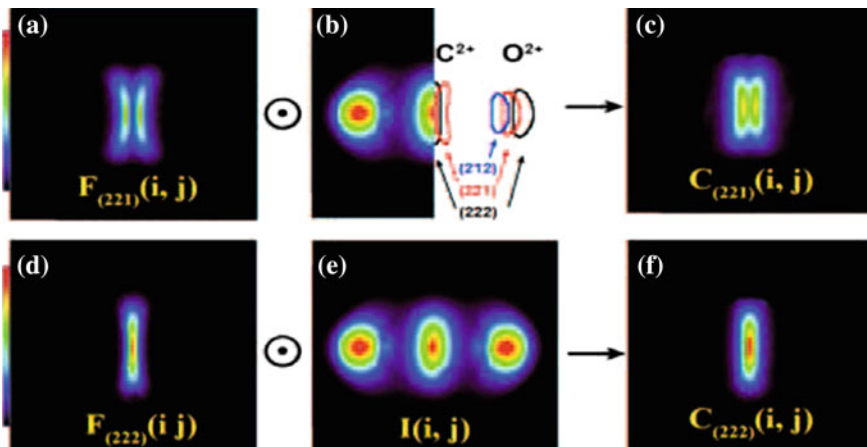 (a)
F(221)(i, j)
(b)
C2+ O2+
(212)
(221)
(222)
(c)
C(221)(i, j)
(d)
F(222)(i j)
(e)
I(i, j)
(f)
C(222)(i, j)